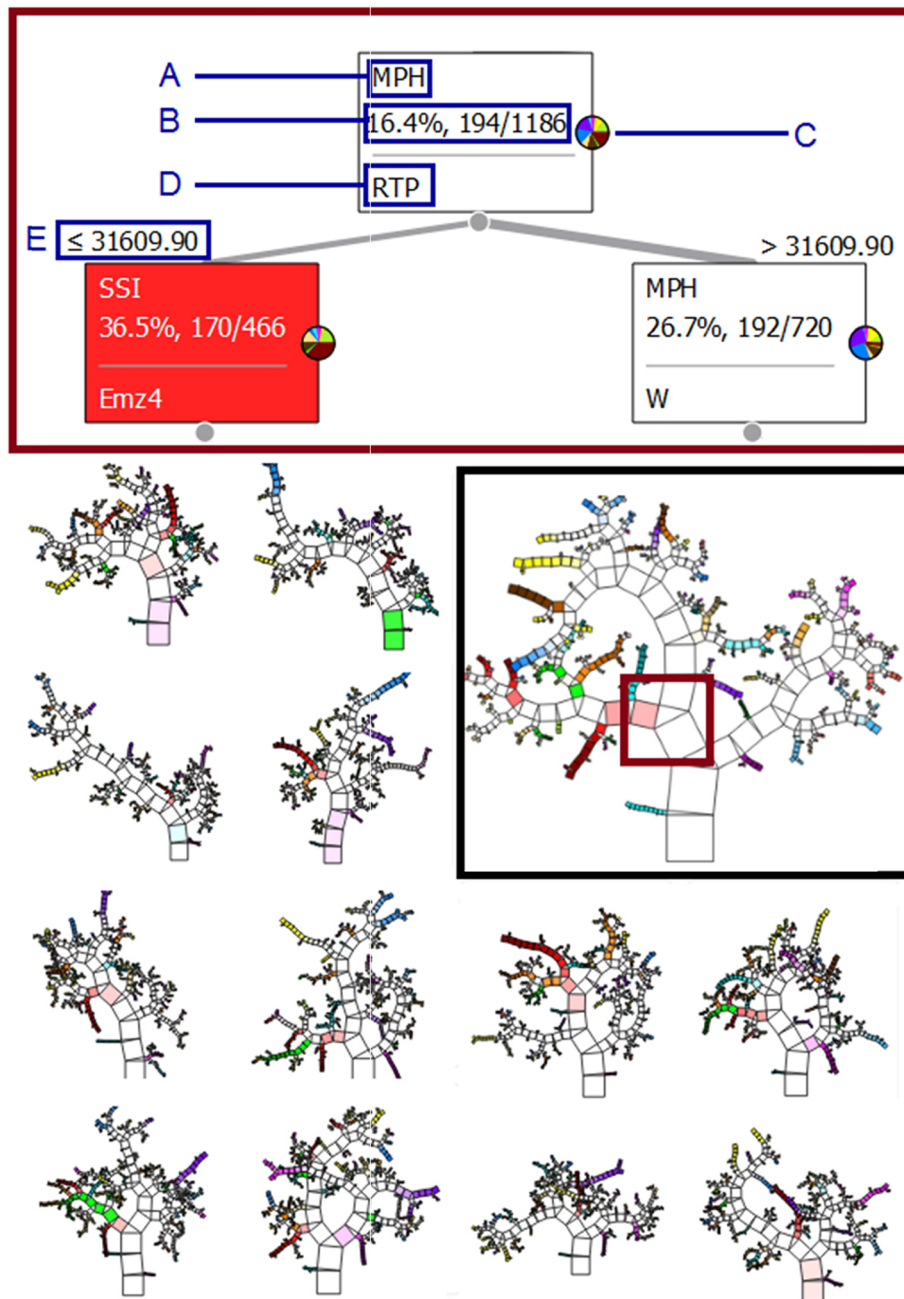 A MPH
B 16.4%, 194/1186 C
D RTP
E ≤ 31609.90 > 31609.90
SSI MPH
36.5%, 170/466 26.7%, 192/720
Emz4 W